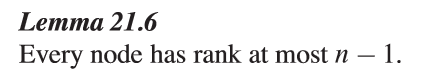 Lemma 21.6
Every node has rank at most n − 1.